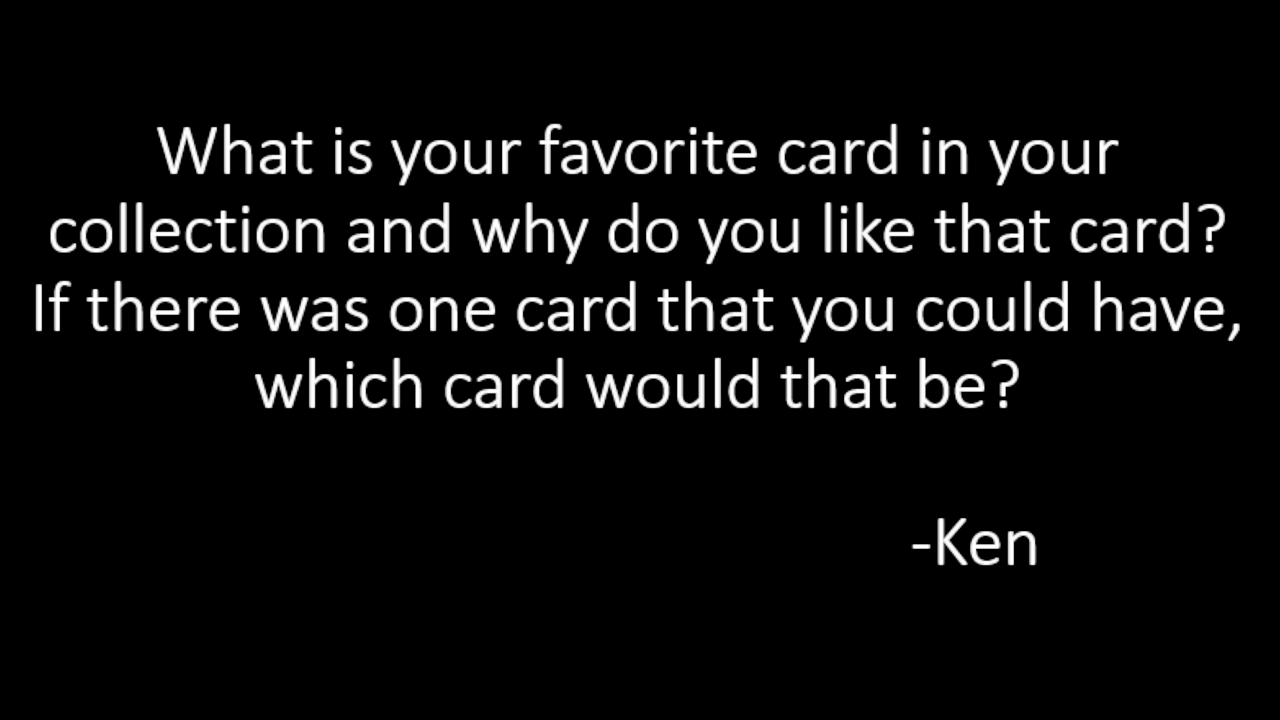 What is your favorite card in your
collection and why do you like that card?
If there was one card that you could have,
which card would that be?
-Ken